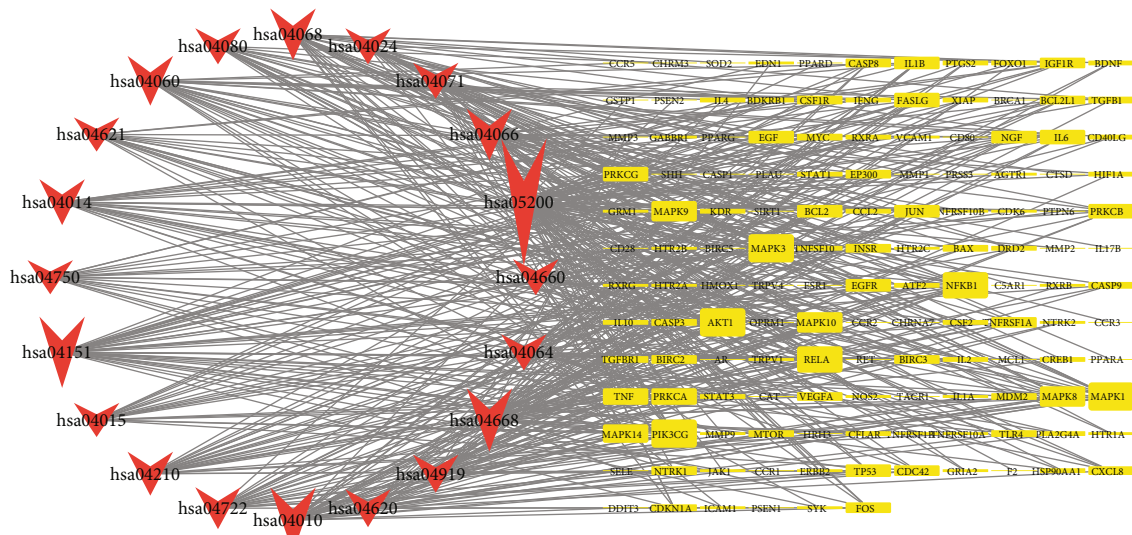 hsa04068
hsa04080
hsa04024
hsa04060
hsa04071
hsa04621
hsa04066
hsa04014
hsa05200
hsa04750
hsa04660
hsa04151
hsa04064
hsa04015
hsa04668
hsa04210
hsa04919
hsa04722
hsa04010
hsa04620
CCR5 CHRM3 SOD2 EDN1 PPARD CASP8 IL1B PTGS2 FOXO1 IGF1R BDNF
GSTP1 PSEN2 IL4 BDKRB1 CSF1R IFNG FASLG XIAP BRCA1 BCL2L1 TGFB1
MMP3 GABBR1 PPARG EGF MYC RXRA VCAM1 CD80 NGF IL6 CD40LG
PRKCG SHH CASP1 PLAU STAT1 EP300 MMP1 PRSS3 AGTR1 CTSD HIF1A
GRM1 MAPK9 KDR SIRT1 BCL2 CCL2 JUN NFRSF10B CDK6 PTPN6 PRKCB
CD28 HTR2B BIRC5 MAPK3 TNFSF10 INSR HTR2C BAX DRD2 MMP2 IL17B
RXRG HTR2A HMOX1 TRPV4 ESR1 EGFR ATF2 NFKB1 C5AR1 RXRB CASP9
IL10 CASP3 AKT1 OPRM1 MAPK10 CCR2 CHRNA7 CSF2 TNFRSF1A NTRK2 CCR3
TGFBR1 BIRC2 AR TRPV1 RELA RET BIRC3 IL2 MCL1 CREB1 PPARA
TNF PRKCA STAT3 CAT VEGFA NOS2 TACR1 IL1A MDM2 MAPK8 MAPK1
MAPK14 PIK3CG MMP9 MTOR HRH3 CFLAR NFRSF1B TNFRSF10A TLR4 PLA2G4A HTR1A
SELE NTRK1 JAK1 CCR1 ERBB2 TP53 CDC42 GRIA2 F2 HSP90AA1 CXCL8
DDIT3 CDKN1A ICAM1 PSEN1 SYK FOS